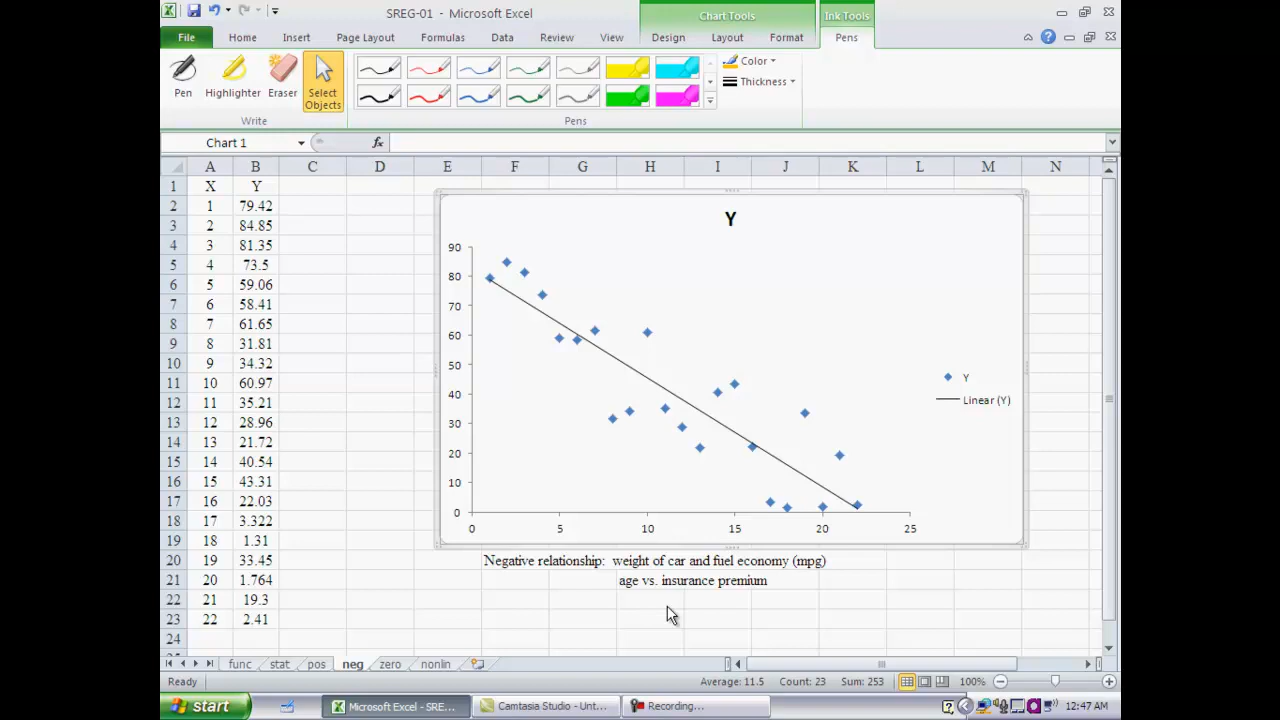 SREG-01 - Microsoft Excel
Chart Tools
Ink Tools
File Home Insert Page Layout Formulas Data Review View Design Layout Format Pens
Pen Highlighter Eraser Select Objects
Color
Thickness
Write
Pens
Chart 1 fx
A B C D E F G H I J K L M N
1 X Y
2 1 79.42
3 2 84.85
4 3 81.35
5 4 73.5
6 5 59.06
7 6 58.41
8 7 61.65
9 8 31.81
10 9 34.32
11 10 60.97
12 11 35.21
13 12 28.96
14 13 21.72
15 14 40.54
16 15 43.31
17 16 22.03
18 17 3.322
19 18 1.31
20 19 33.45
21 20 1.764
22 21 19.3
23 22 2.41
24
Y
90
80
70
60
50
40
30
20
10
0
0 5 10 15 20 25
Y
Linear (Y)
Negative relationship: weight of car and fuel economy (mpg)
age vs. insurance premium
func stat pos neg zero nonlin
Ready Average: 11.5 Count: 23 Sum: 253 100%
start Microsoft Excel - SRE... Camtasia Studio - Unt... Recording... 12:47 AM